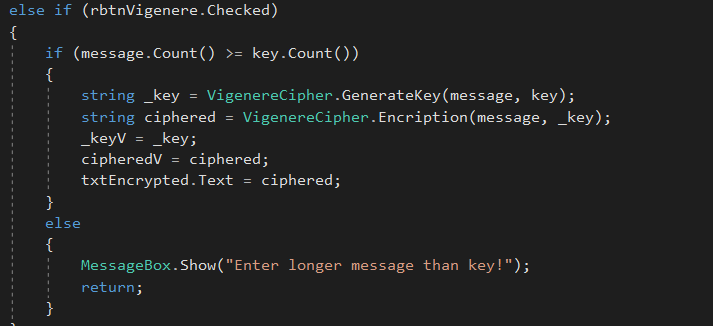 else if (rbtnVigenere.Checked)
{
if (message.Count() >= key.Count())
{
string _key = VigenereCipher.GenerateKey(message, key);
string ciphered = VigenereCipher.Encription(message, _key);
_keyV = _key;
cipheredV = ciphered;
txtEncrypted.Text = ciphered;
}
else
{
MessageBox.Show("Enter longer message than key!");
return;
}